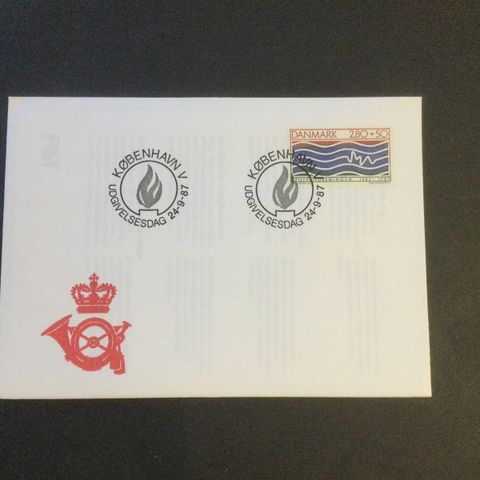 DANMARK 280+50
KØBENHAVN V
UDGIVELSESDAG 24-9-87
KØBENHAVN V
UDGIVELSESDAG 24-9-87